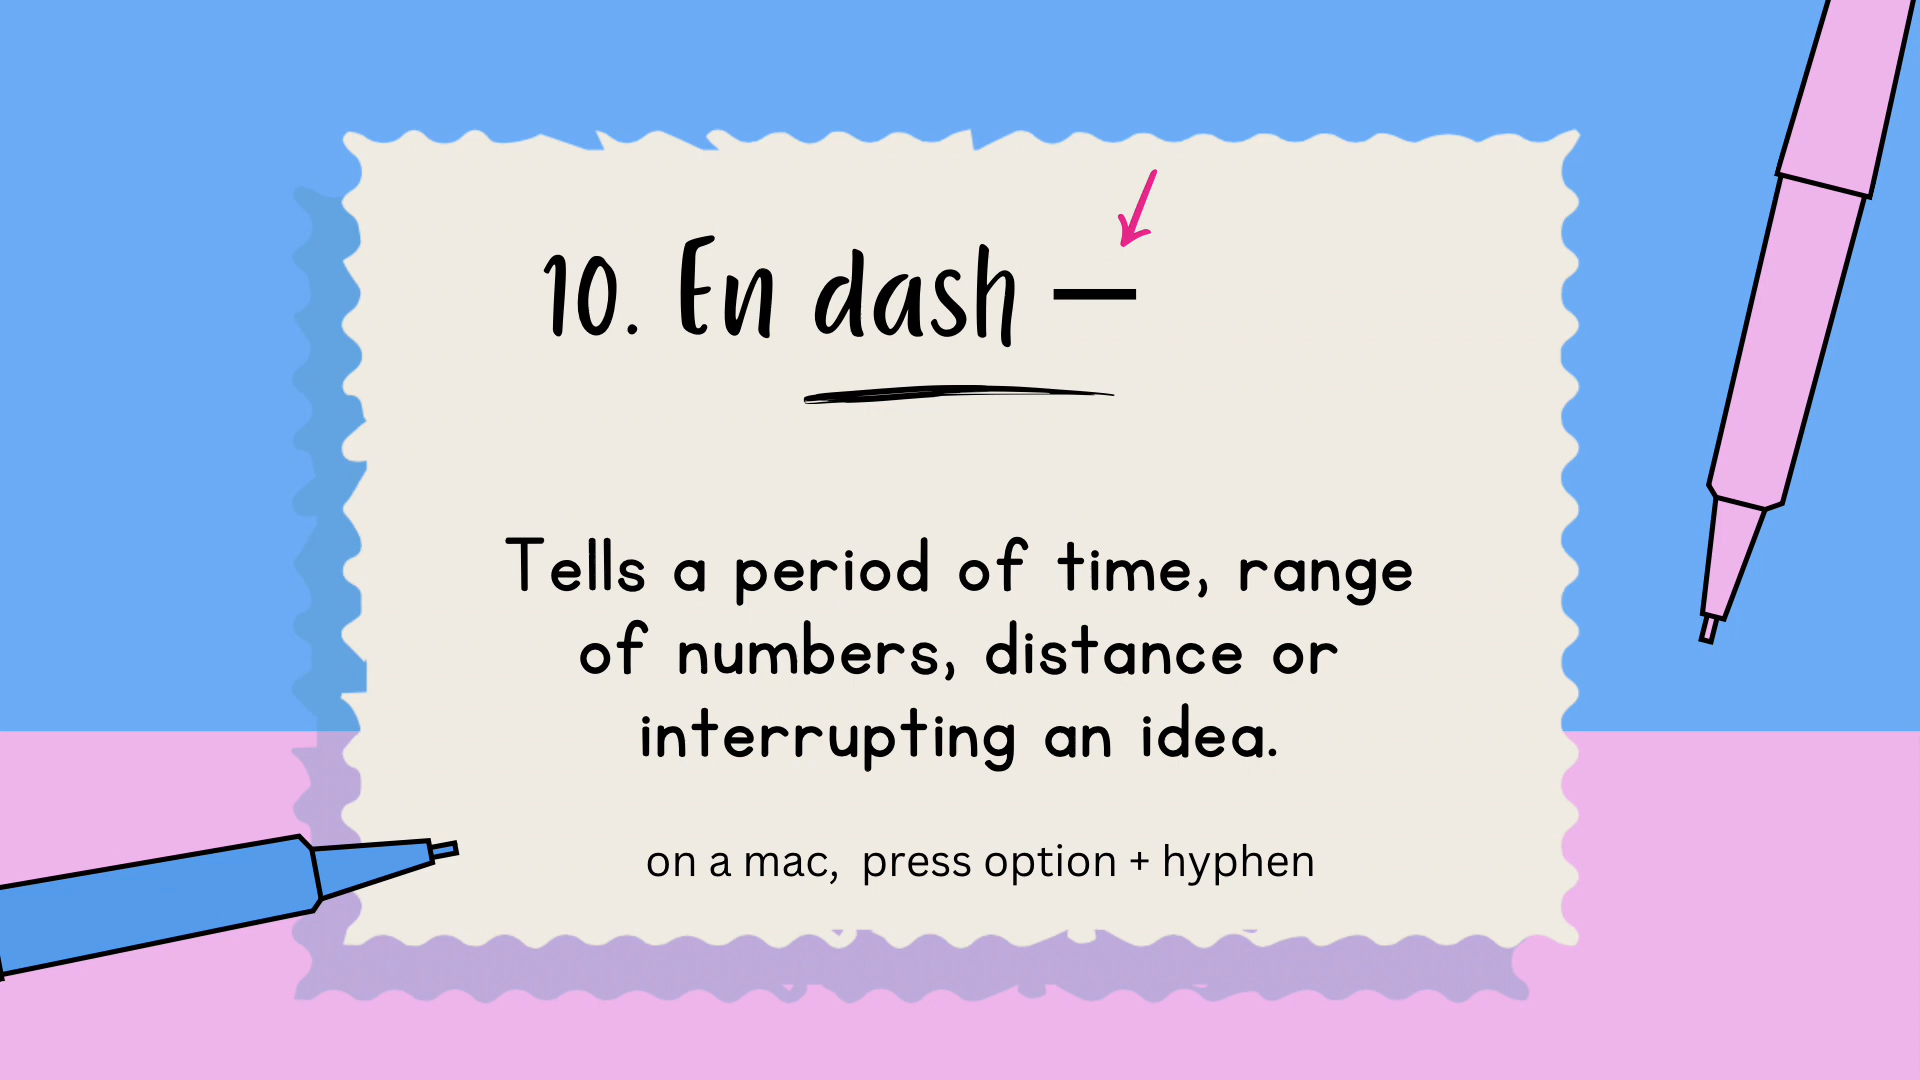 10. En dash –
Tells a period of time, range
of numbers, distance or
interrupting an idea.
on a mac, press option + hyphen